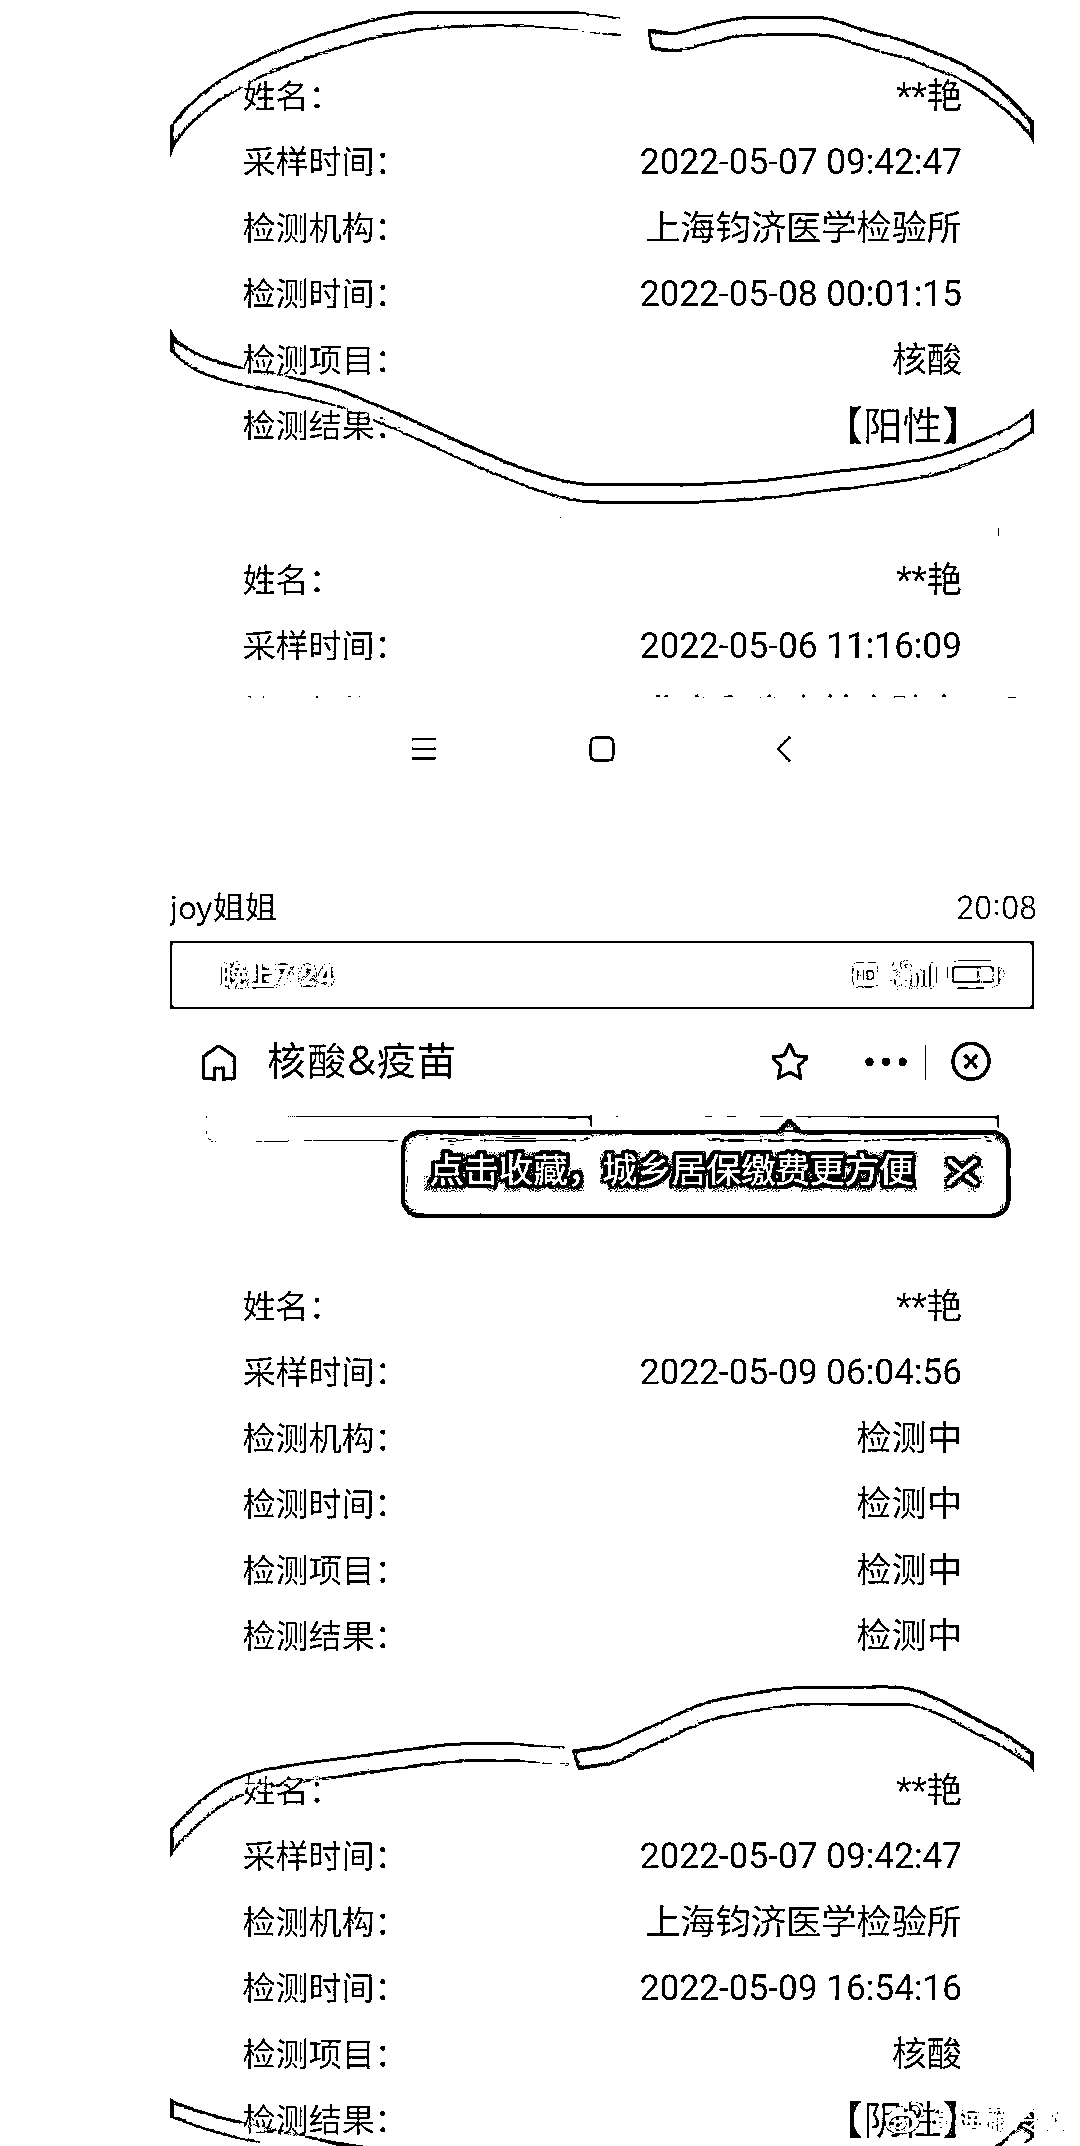 姓名： **艳
采样时间： 2022-05-07 09:42:47
检测机构： 上海钧济医学检验所
检测时间： 2022-05-08 00:01:15
检测项目： 核酸
检测结果： 【阳性】
姓名： **艳
采样时间： 2022-05-06 11:16:09
joy姐姐 20:08
晚上7:24 HD
核酸&疫苗
点击收藏，城乡居保缴费更方便
姓名： **艳
采样时间： 2022-05-09 06:04:56
检测机构： 检测中
检测时间： 检测中
检测项目： 检测中
检测结果： 检测中
姓名： **艳
采样时间： 2022-05-07 09:42:47
检测机构： 上海钧济医学检验所
检测时间： 2022-05-09 16:54:16
检测项目： 核酸
检测结果： 【阴性】